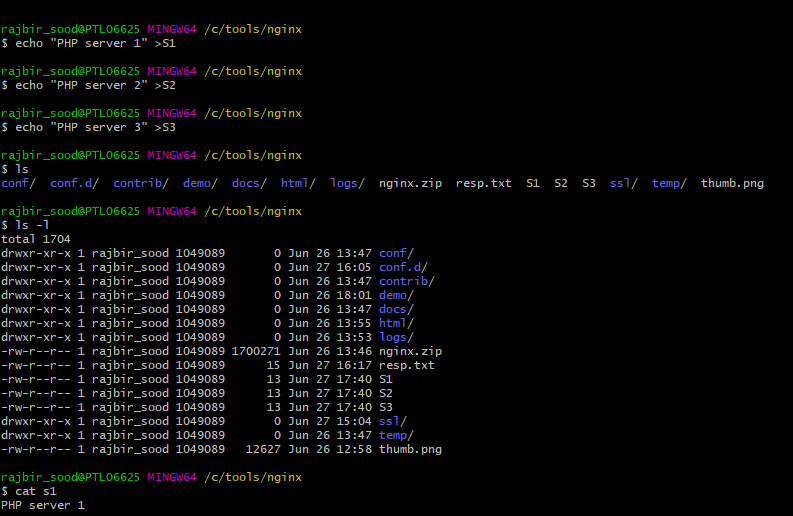 rajbir_sood@PTL06625 MINGW64 /c/tools/nginx
$ echo "PHP server 1" >S1
rajbir_sood@PTL06625 MINGW64 /c/tools/nginx
$ echo "PHP server 2" >S2
rajbir_sood@PTL06625 MINGW64 /c/tools/nginx
$ echo "PHP server 3" >S3
rajbir_sood@PTL06625 MINGW64 /c/tools/nginx
$ ls
conf/  conf.d/  contrib/  demo/  docs/  html/  logs/  nginx.zip  resp.txt  S1  S2  S3  ssl/  temp/  thumb.png
rajbir_sood@PTL06625 MINGW64 /c/tools/nginx
$ ls -l
total 1704
drwxr-xr-x 1 rajbir_sood 1049089       0 Jun 26 13:47 conf/
drwxr-xr-x 1 rajbir_sood 1049089       0 Jun 27 16:05 conf.d/
drwxr-xr-x 1 rajbir_sood 1049089       0 Jun 26 13:47 contrib/
drwxr-xr-x 1 rajbir_sood 1049089       0 Jun 26 18:01 demo/
drwxr-xr-x 1 rajbir_sood 1049089       0 Jun 26 13:47 docs/
drwxr-xr-x 1 rajbir_sood 1049089       0 Jun 26 13:55 html/
drwxr-xr-x 1 rajbir_sood 1049089       0 Jun 26 13:53 logs/
-rw-r--r-- 1 rajbir_sood 1049089 1700271 Jun 26 13:46 nginx.zip
-rw-r--r-- 1 rajbir_sood 1049089      15 Jun 27 16:17 resp.txt
-rw-r--r-- 1 rajbir_sood 1049089      13 Jun 27 17:40 S1
-rw-r--r-- 1 rajbir_sood 1049089      13 Jun 27 17:40 S2
-rw-r--r-- 1 rajbir_sood 1049089      13 Jun 27 17:40 S3
drwxr-xr-x 1 rajbir_sood 1049089       0 Jun 27 15:04 ssl/
drwxr-xr-x 1 rajbir_sood 1049089       0 Jun 26 13:47 temp/
-rw-r--r-- 1 rajbir_sood 1049089   12627 Jun 26 12:58 thumb.png
rajbir_sood@PTL06625 MINGW64 /c/tools/nginx
$ cat s1
PHP server 1